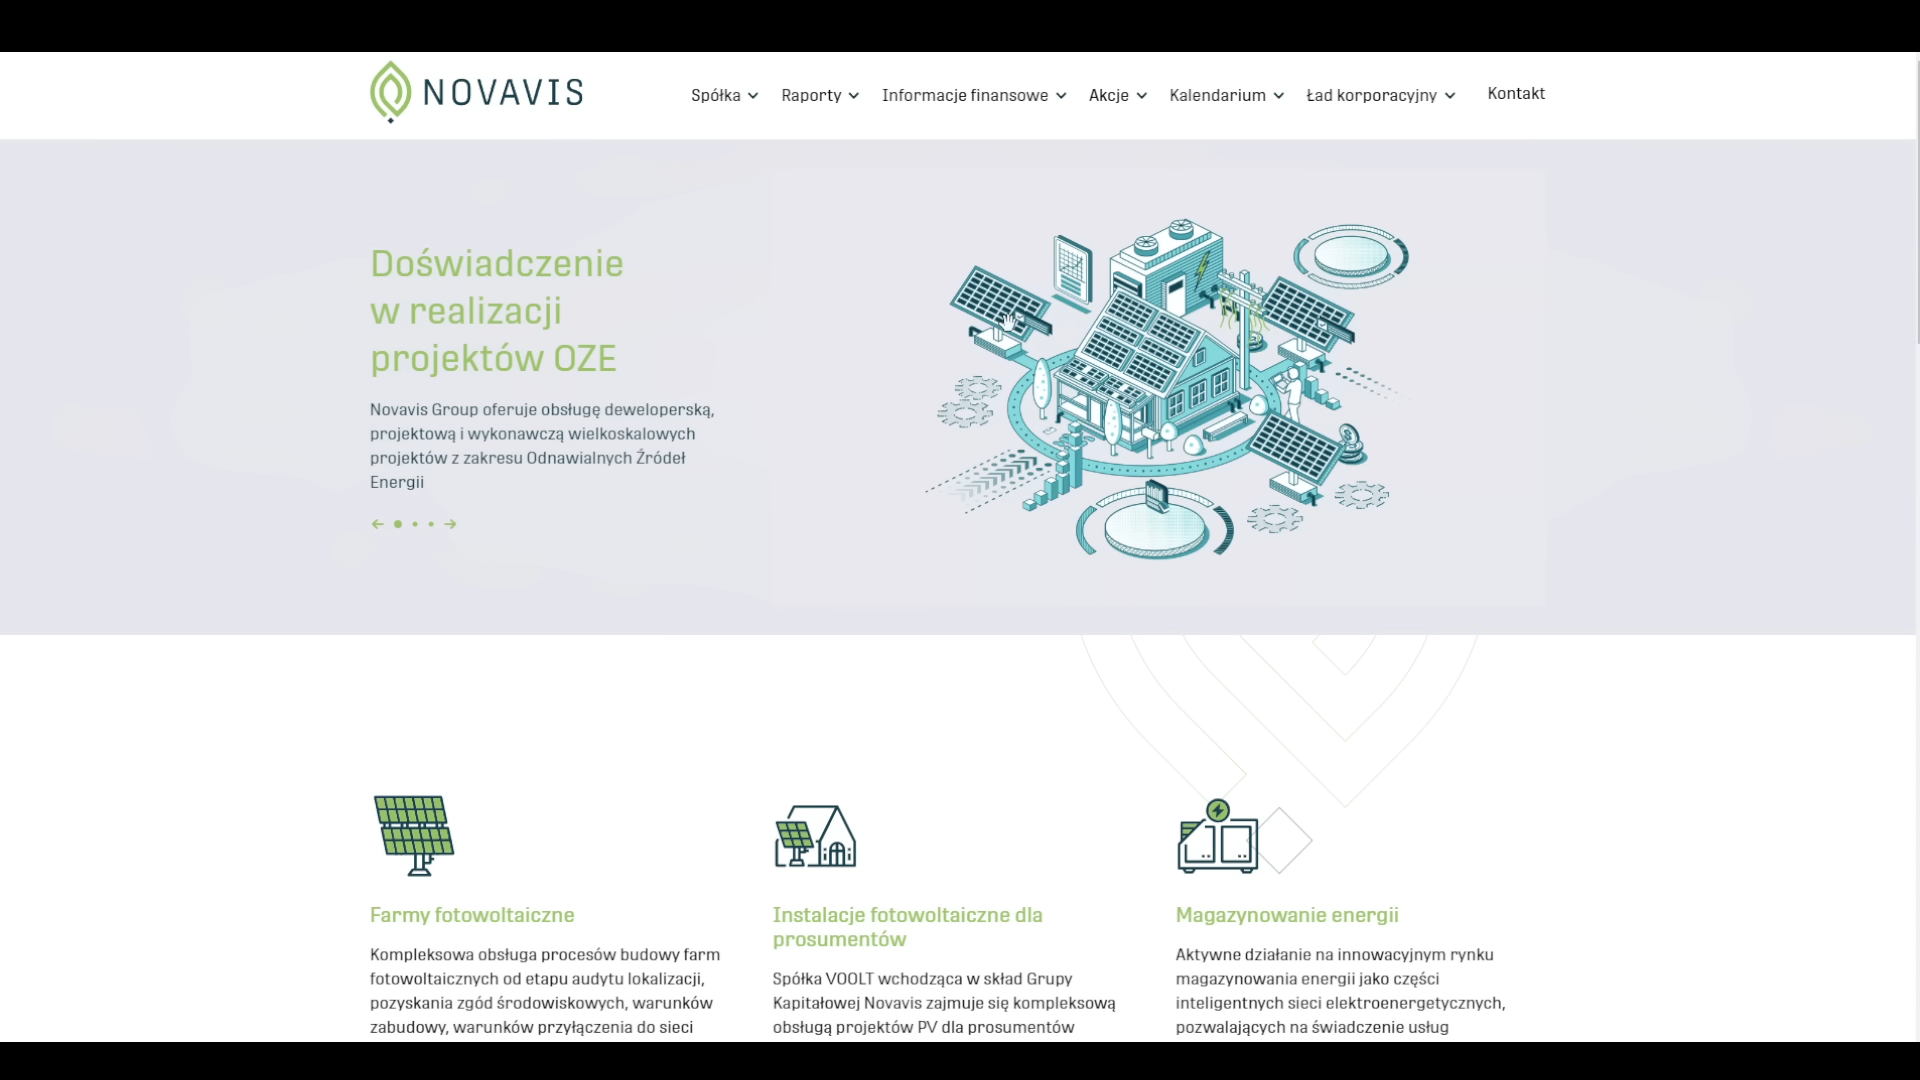 NOVAVIS
Spółka
Raporty
Informacje finansowe
Akcje
Kalendarium
Ład korporacyjny
Kontakt
Doświadczenie
w realizacji
projektów OZE
Novavis Group oferuje obsługę deweloperską,
projektową i wykonawczą wielkoskalowych
projektów z zakresu Odnawialnych Źródeł
Energii
Farmy fotowoltaiczne
Kompleksowa obsługa procesów budowy farm
fotowoltaicznych od etapu audytu lokalizacji,
pozyskania zgód środowiskowych, warunków
zabudowy, warunków przyłączenia do sieci
Instalacje fotowoltaiczne dla
prosumentów
Spółka VOOLT wchodząca w skład Grupy
Kapitałowej Novavis zajmuje się kompleksową
obsługą projektów PV dla prosumentów
Magazynowanie energii
Aktywne działanie na innowacyjnym rynku
magazynowania energii jako części
inteligentnych sieci elektroenergetycznych,
pozwalających na świadczenie usług